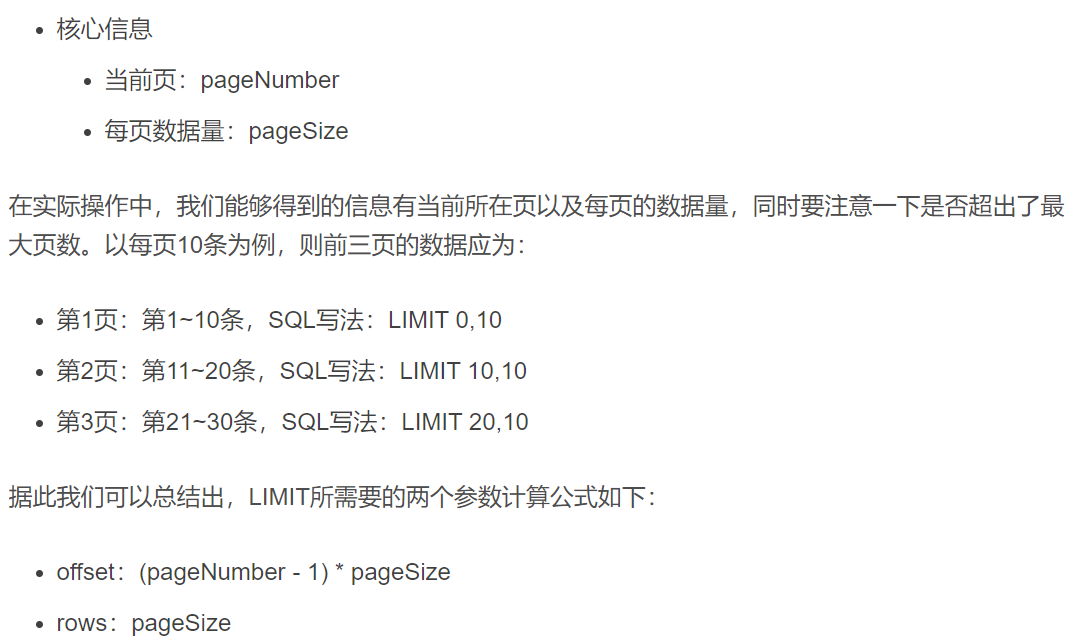 核心信息
当前页：pageNumber
每页数据量：pageSize
在实际操作中，我们能够得到的信息有当前所在页以及每页的数据量，同时要注意一下是否超出了最
大页数。以每页10条为例，则前三页的数据应为：
第1页：第1~10条，SQL写法：LIMIT 0,10
第2页：第11~20条，SQL写法：LIMIT 10,10
第3页：第21~30条，SQL写法：LIMIT 20,10
据此我们可以总结出，LIMIT所需要的两个参数计算公式如下：
offset：(pageNumber - 1) * pageSize
rows：pageSize